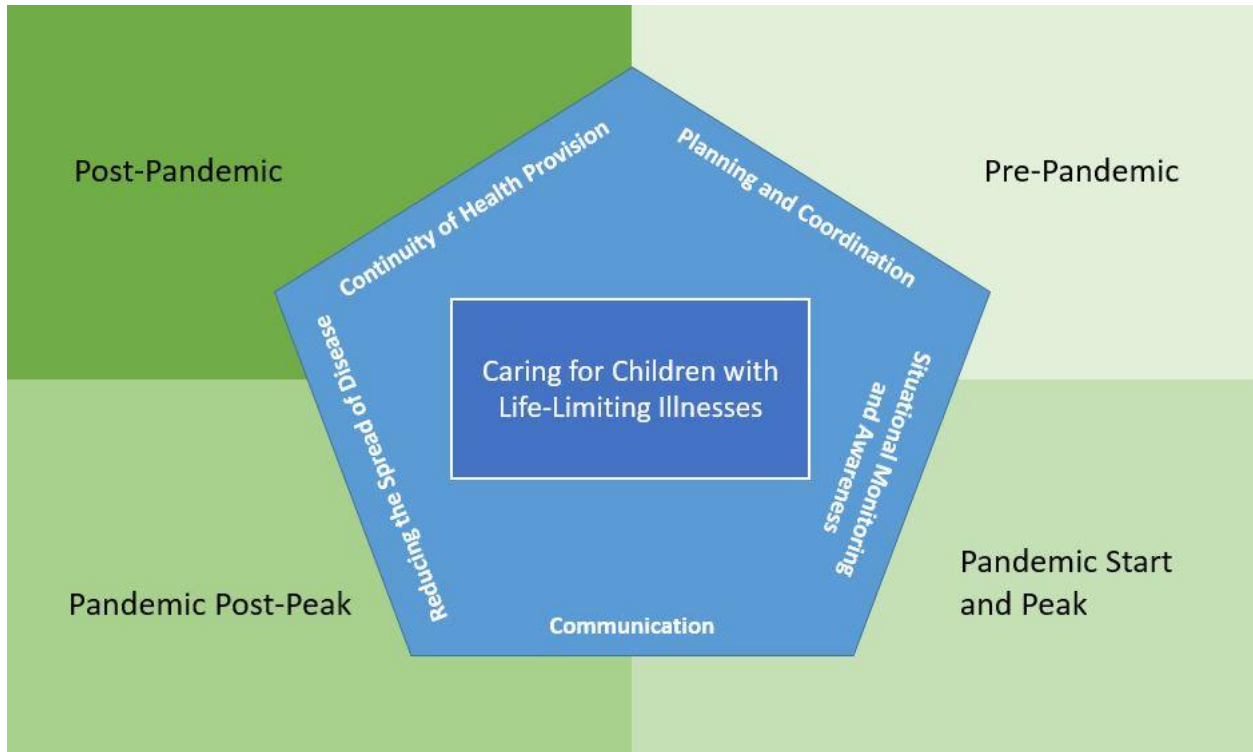 Post-Pandemic
Pre-Pandemic
Continuity of Health Provision
Planning and Coordination
Caring for Children with
Life-Limiting Illnesses
Reducing the Spread of Disease
Situational Monitoring
and Awareness
Communication
Pandemic Post-Peak
Pandemic Start
and Peak